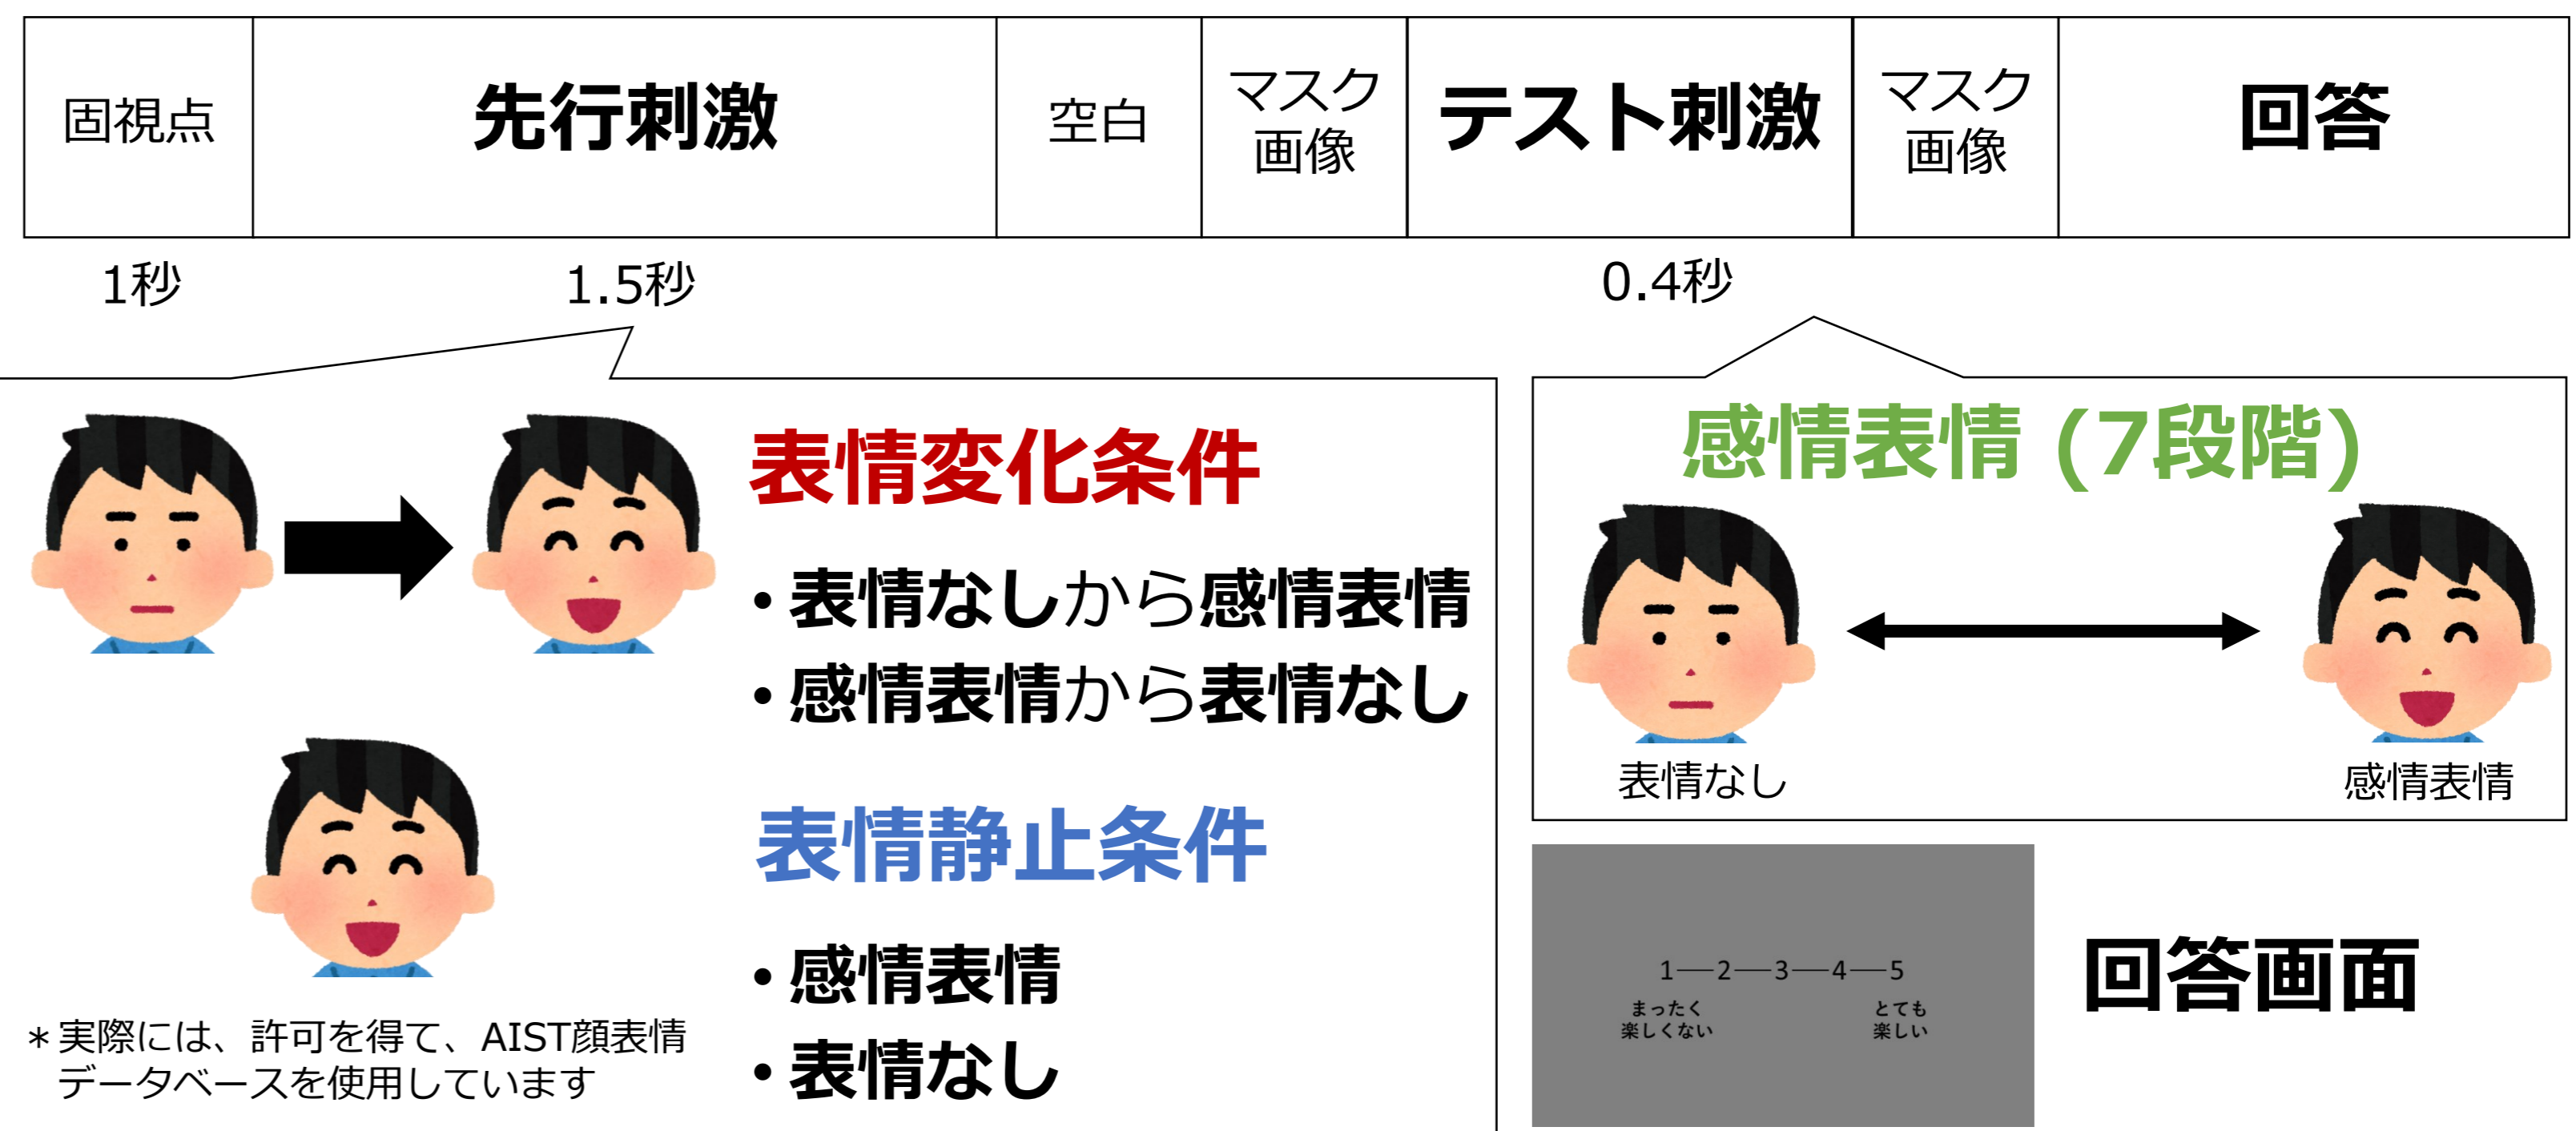 固視点
先行刺激
空白
マスク
画像
テスト刺激
マスク
画像
回答
1秒
1.5秒
0.4秒
表情変化条件
・表情なしから感情表情
・感情表情から表情なし
表情静止条件
・感情表情
・表情なし
＊実際には、許可を得て、AIST顔表情
データベースを使用しています
感情表情 (7段階)
表情なし
感情表情
1―2―3―4―5
まったく
楽しくない
とても
楽しい
回答画面